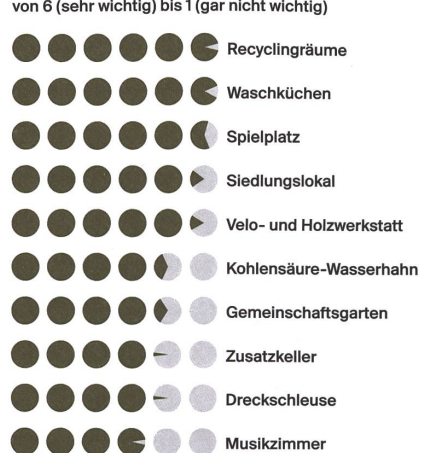 von 6 (sehr wichtig) bis 1 (gar nicht wichtig)
Recyclingräume
Waschküchen
Spielplatz
Siedlungslokal
Velo- und Holzwerkstatt
Kohlensäure-Wasserhahn
Gemeinschaftsgarten
Zusatzkeller
Dreckschleuse
Musikzimmer